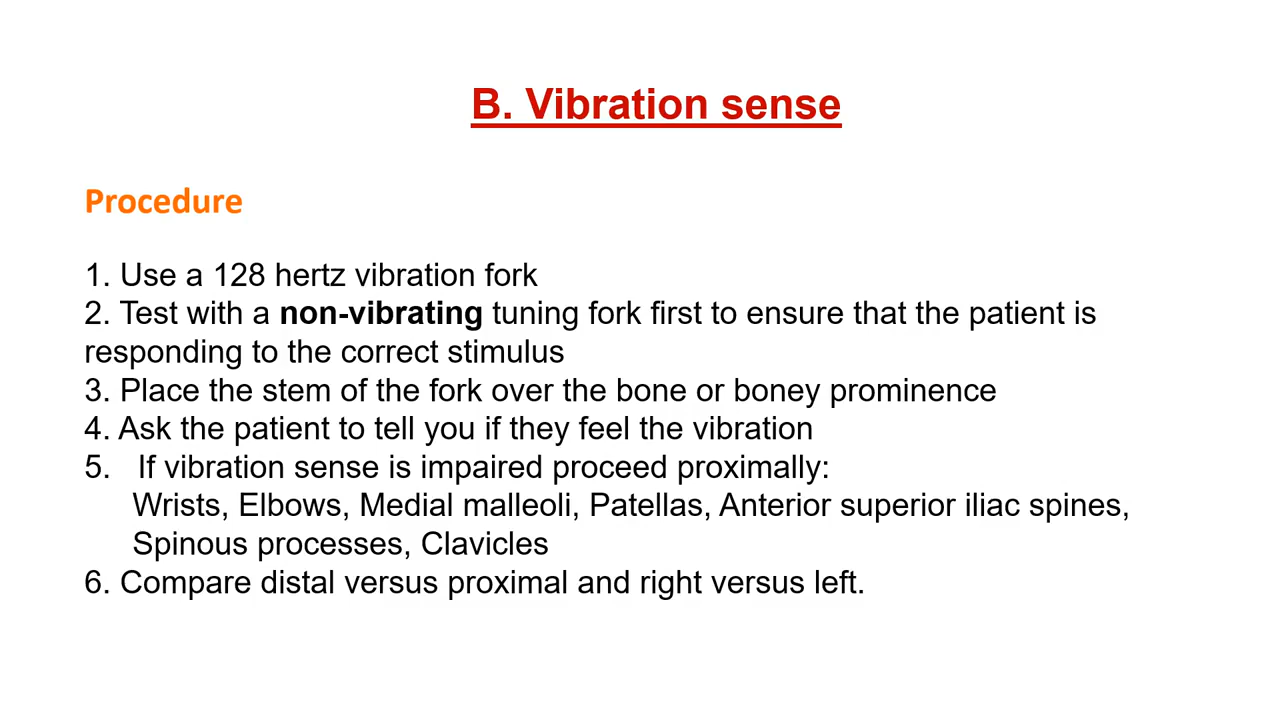 B. Vibration sense
Procedure
1. Use a 128 hertz vibration fork
2. Test with a non-vibrating tuning fork first to ensure that the patient is
responding to the correct stimulus
3. Place the stem of the fork over the bone or boney prominence
4. Ask the patient to tell you if they feel the vibration
5. If vibration sense is impaired proceed proximally:
Wrists, Elbows, Medial malleoli, Patellas, Anterior superior iliac spines,
Spinous processes, Clavicles
6. Compare distal versus proximal and right versus left.